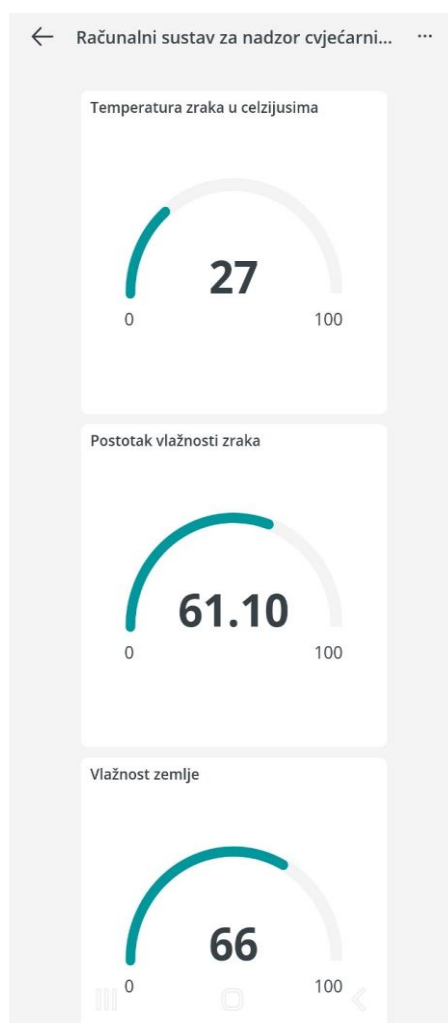 Računalni sustav za nadzor cvjećarni...
Temperatura zraka u celzijusima
27
0 100
Postotak vlažnosti zraka
61.10
0 100
Vlažnost zemlje
66
0 100